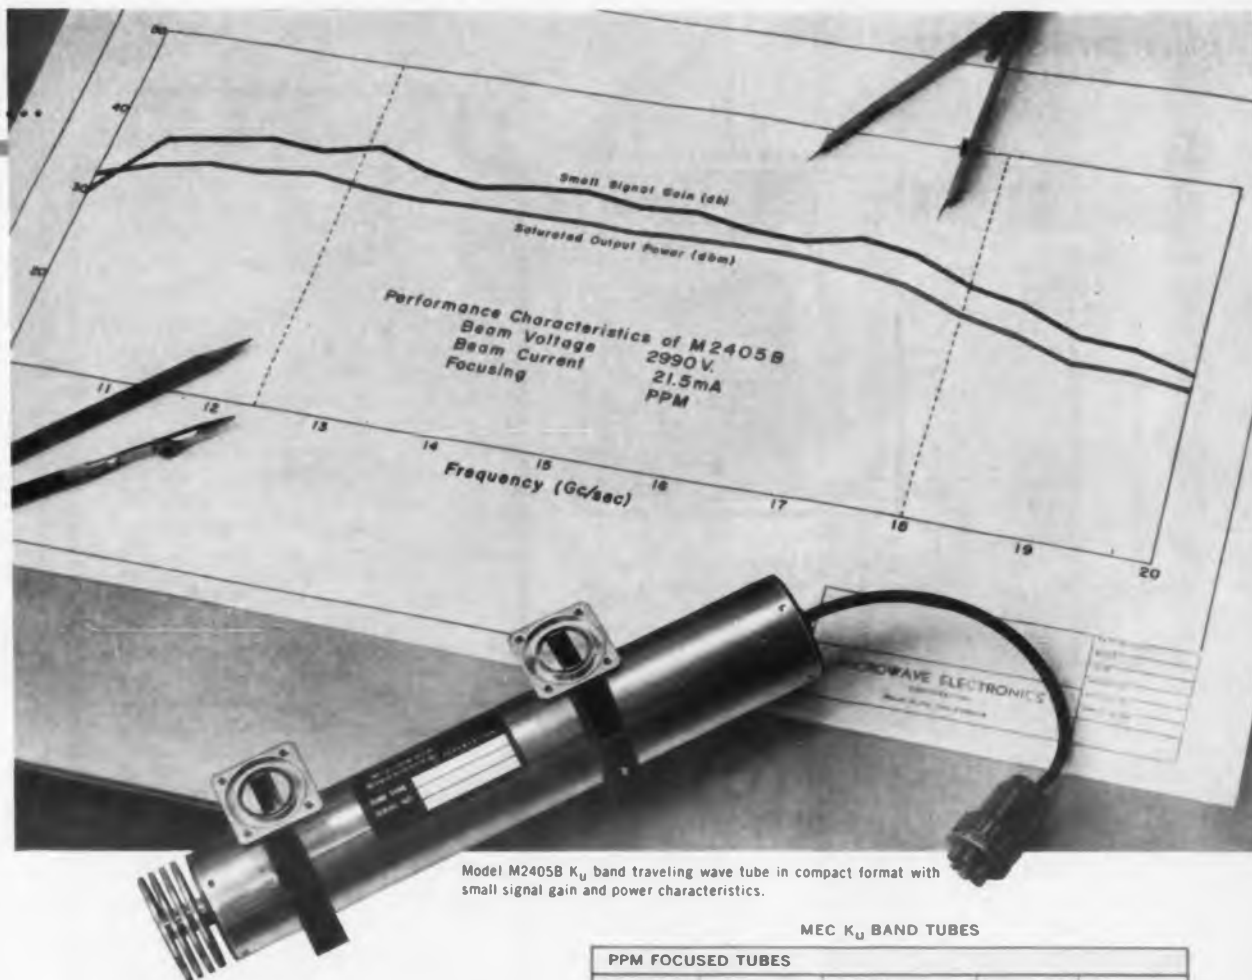 50
40
30
20
Small Signal Gain (db)
Saturated Output Power (dbm)
Performance Characteristics of M2405B
Beam Voltage 2990 V.
Beam Current 21.5mA
Focusing PPM
11 12 13 14 15 16 17 18 19 20
Frequency (Gc/sec)
MICROWAVE ELECTRONICS
Model M2405B KU band traveling wave tube in compact format with
small signal gain and power characteristics.
MEC KU BAND TUBES
PPM FOCUSED TUBES